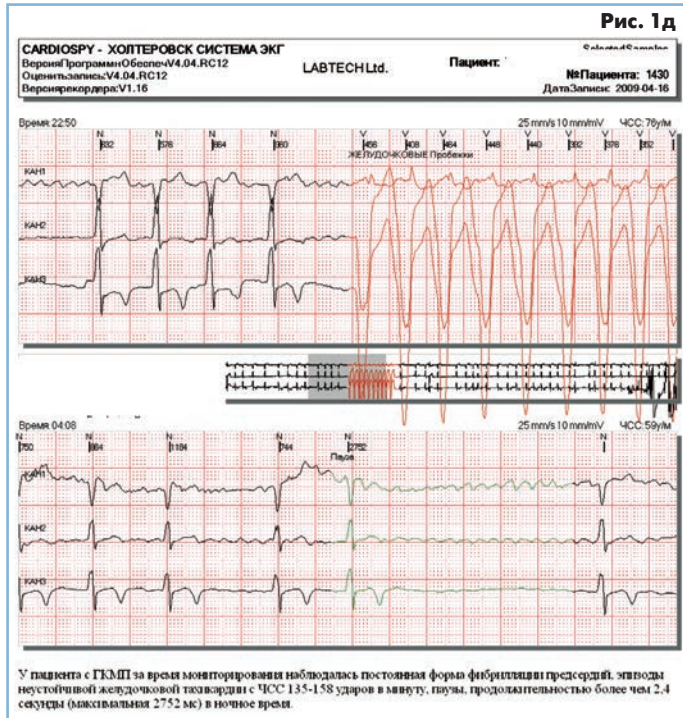 Рис. 1д
CARDIOSPY - ХОЛТЕРОВСК СИСТЕМА ЭКГ
ВерсияПрограммнОбеспечV4.04.RC12
Оценитьзапись:V4.04.RC12
Версиярекордера:V1.16
LABTECH Ltd.
Пациент:
SelectedSamples
№Пациента: 1430
ДатаЗаписи: 2009-04-16
Время: 22:50
25 mm/s 10 mm/mV ЧСС: 76у/м
N N N N V V V V V V V V V
632 576 664 960 456 408 464 448 440 392 376 352
ЖЕЛУДОЧКОВЫЕ Пробежки
КАН1
КАН2
КАН3
Время: 04:08
25 mm/s 10 mm/mV ЧСС: 59у/м
N N N N N N
750 864 1184 744 2752
Пауза
КАН1
КАН2
КАН3
У пациента с ГКМП за время мониторирования наблюдалась постоянная форма фибрилляции предсердий, эпизоды
неустойчивой желудочковой тахикардии с ЧСС 135-158 ударов в минуту, паузы, продолжительностью более чем 2,4
секунды (максимальная 2752 мс) в ночное время.